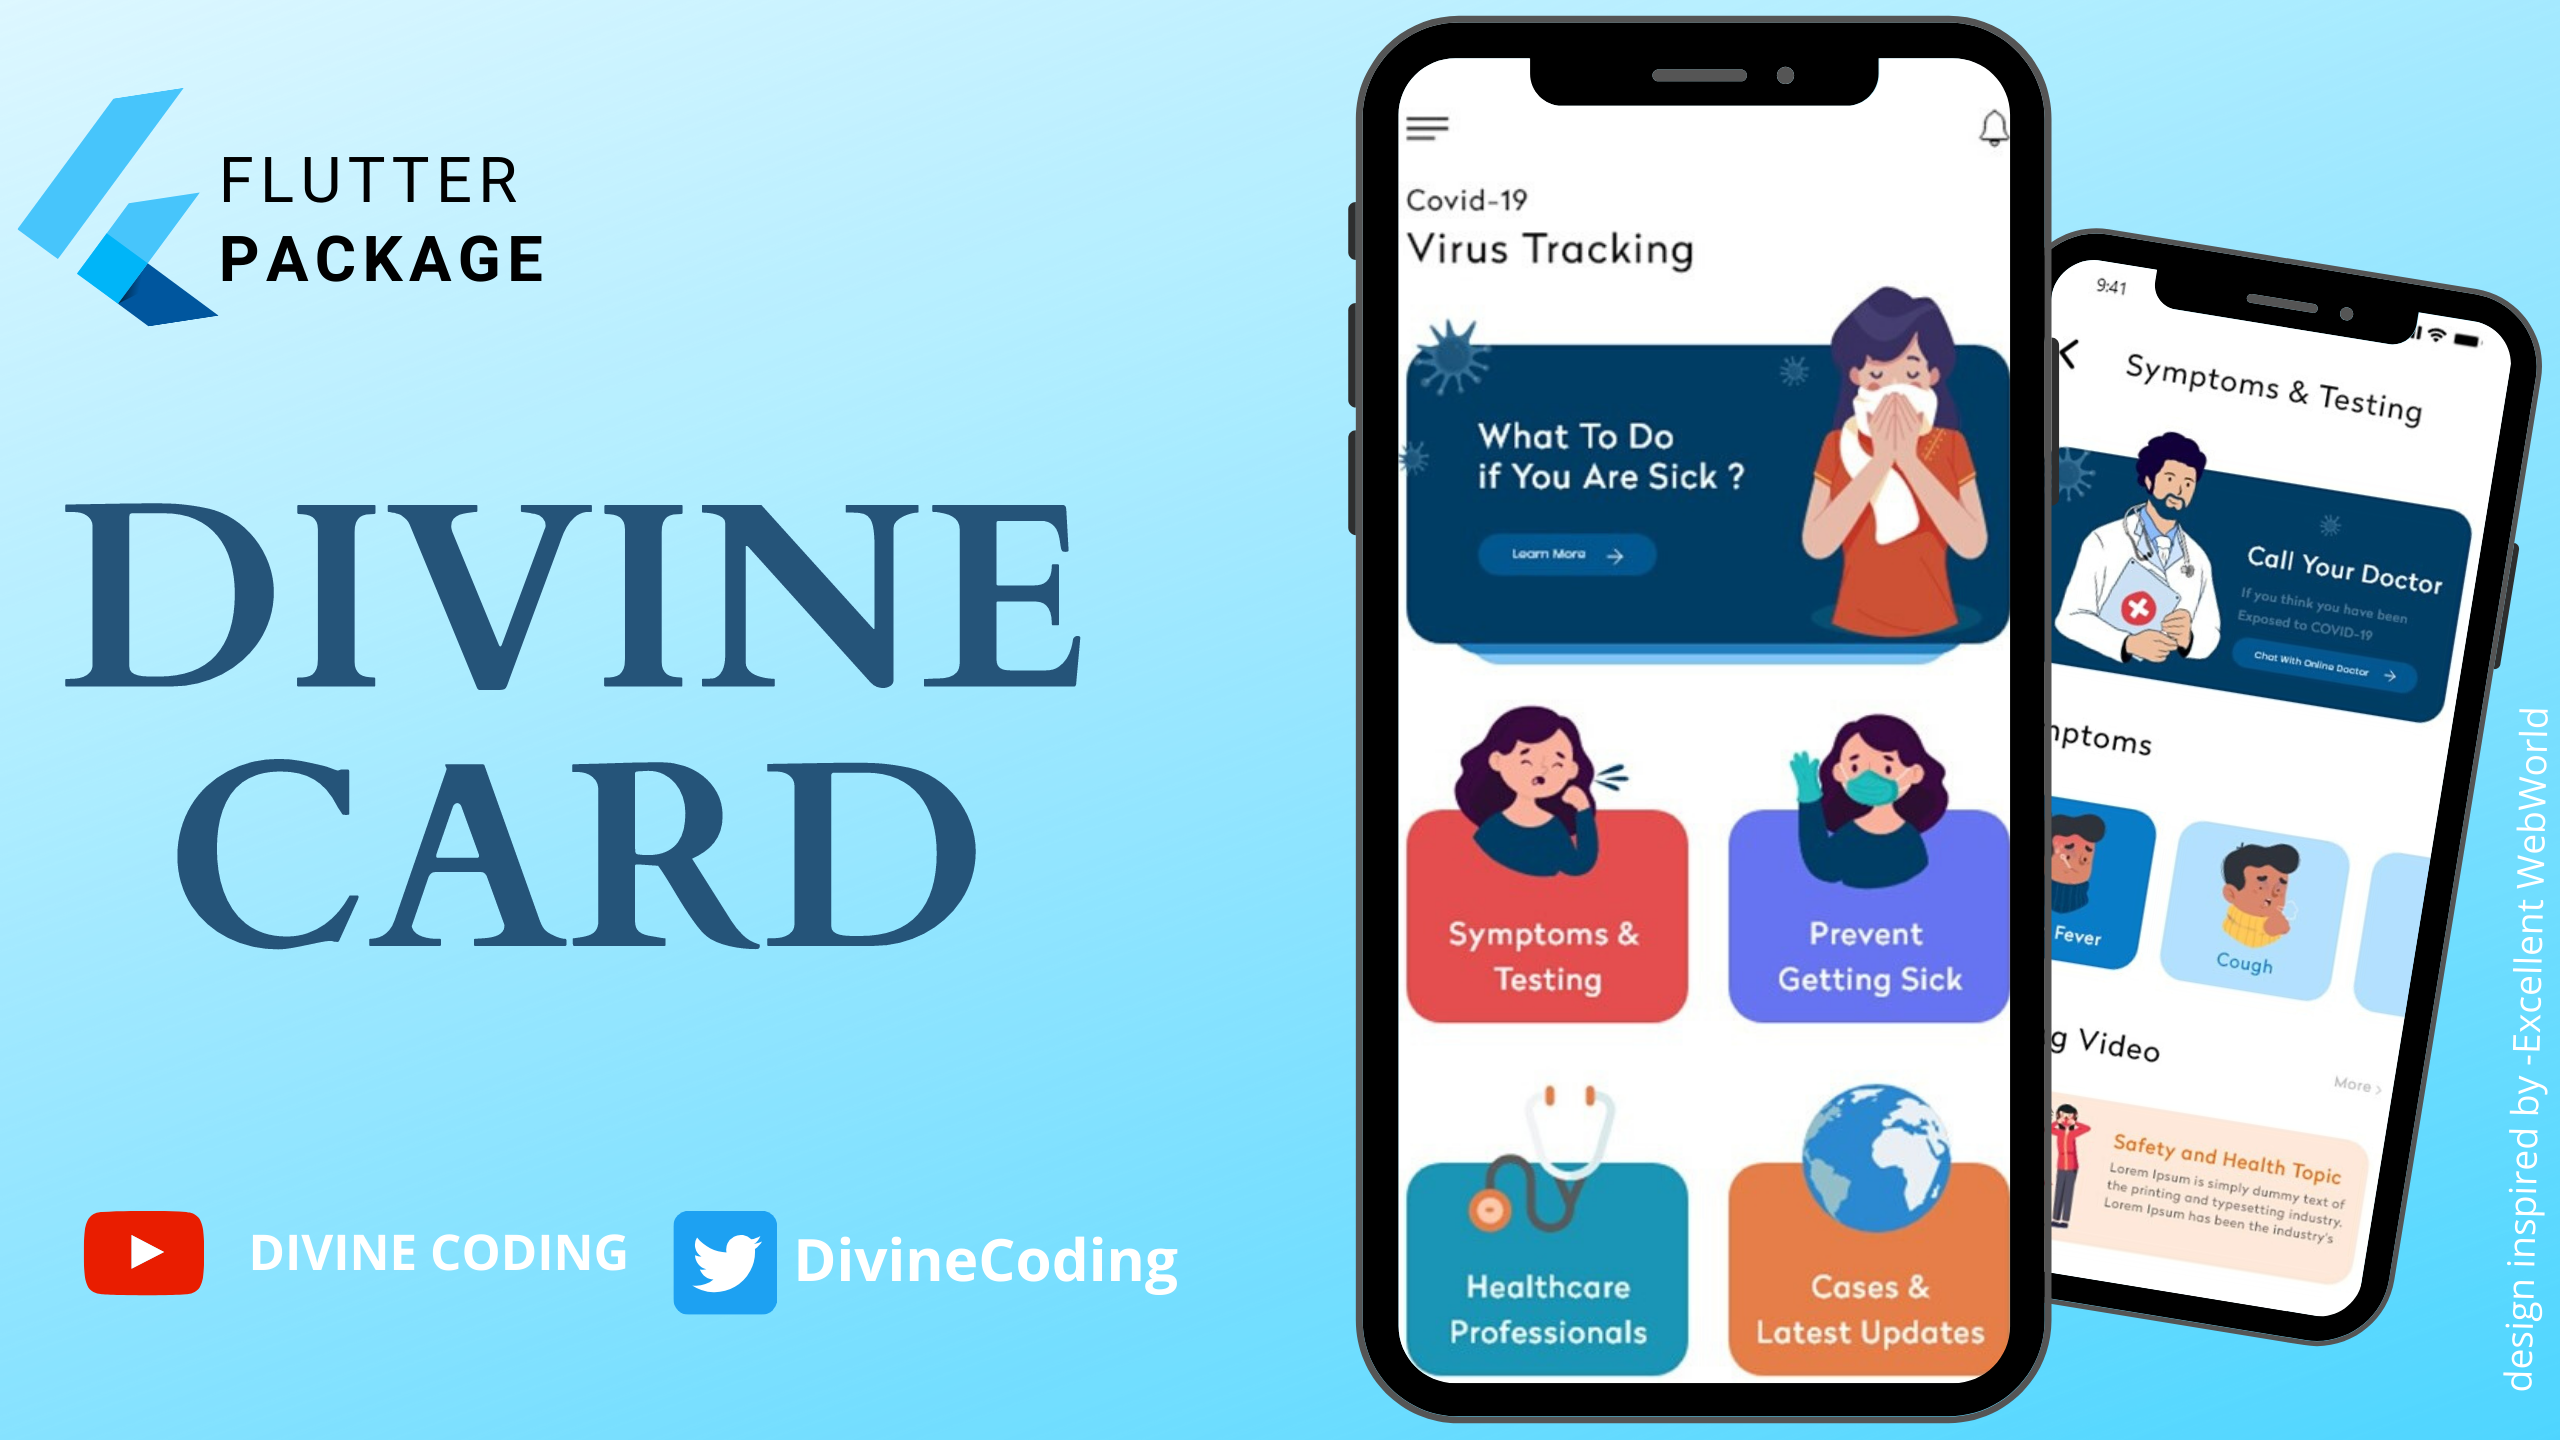 FLUTTER
PACKAGE
DIVINE
CARD
DIVINE CODING
DivineCoding
Covid-19
Virus Tracking
What To Do
if You Are Sick ?
Learn More
Symptoms &
Testing
Prevent
Getting Sick
Healthcare
Professionals
Cases &
Latest Updates
9:41
Symptoms & Testing
Call Your Doctor
If you think you have been
Exposed to COVID-19
Chat With Online Doctor
mptoms
Fever
Cough
g Video
More >
Safety and Health Topic
Lorem Ipsum is simply dummy text of
the printing and typesetting industry.
Lorem Ipsum has been the industry's
design inspired by -Excellent WebWorld